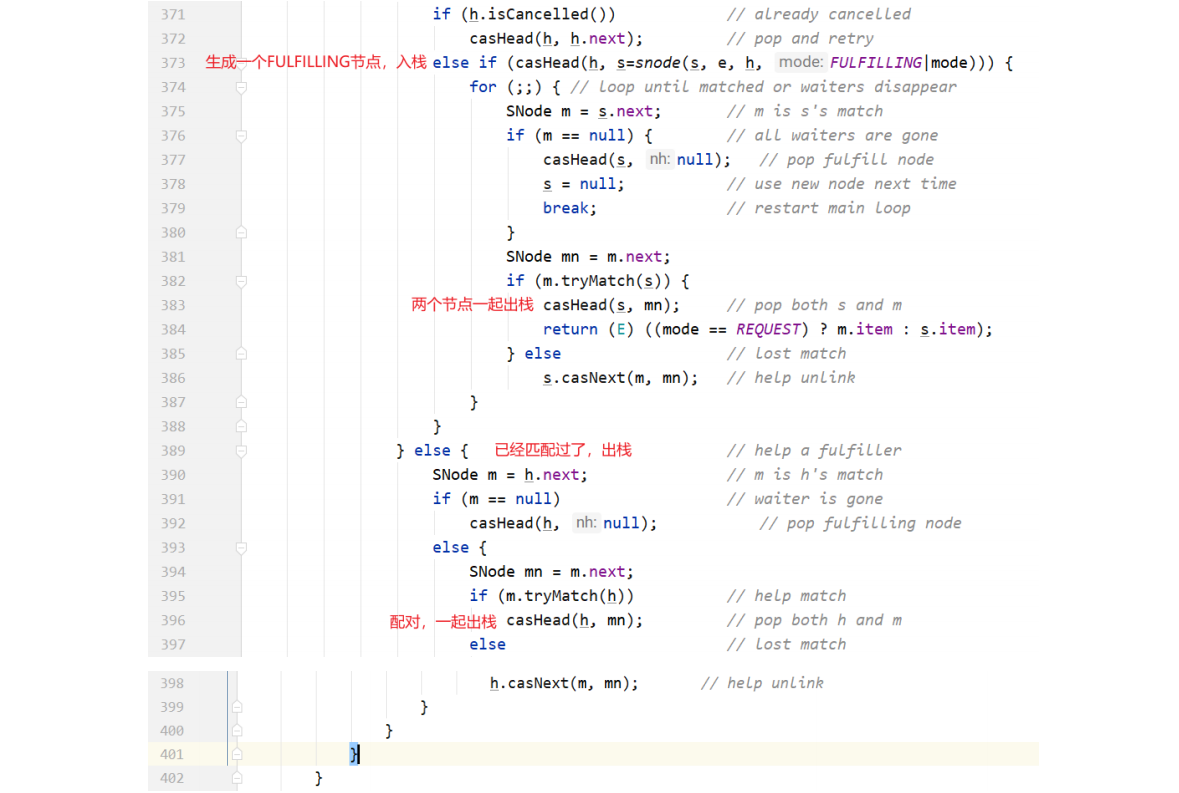 371 if (h.isCancelled()) // already cancelled
372 casHead(h, h.next); // pop and retry
373 生成一个FULFILLING节点，入栈 else if (casHead(h, s=snode(s, e, h, mode: FULFILLING|mode))) {
374 for (;;) { // loop until matched or waiters disappear
375 SNode m = s.next; // m is s's match
376 if (m == null) { // all waiters are gone
377 casHead(s, nh: null); // pop fulfill node
378 s = null; // use new node next time
379 break; // restart main loop
380 }
381 SNode mn = m.next;
382 if (m.tryMatch(s)) {
383 两个节点一起出栈 casHead(s, mn); // pop both s and m
384 return (E) ((mode == REQUEST) ? m.item : s.item);
385 } else // lost match
386 s.casNext(m, mn); // help unlink
387 }
388 }
389 } else { 已经匹配过了，出栈 // help a fulfiller
390 SNode m = h.next; // m is h's match
391 if (m == null) // waiter is gone
392 casHead(h, nh: null); // pop fulfilling node
393 else {
394 SNode mn = m.next;
395 if (m.tryMatch(h)) // help match
396 配对，一起出栈 casHead(h, mn); // pop both h and m
397 else // lost match
398 h.casNext(m, mn); // help unlink
399 }
400 }
401 }
402 }